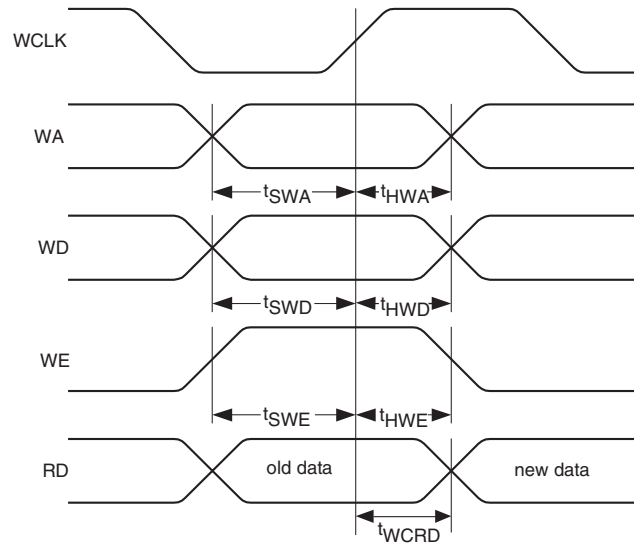 WCLK
WA
tSWA tHWA
WD
tSWD tHWD
WE
tSWE tHWE
RD old data new data
tWCRD